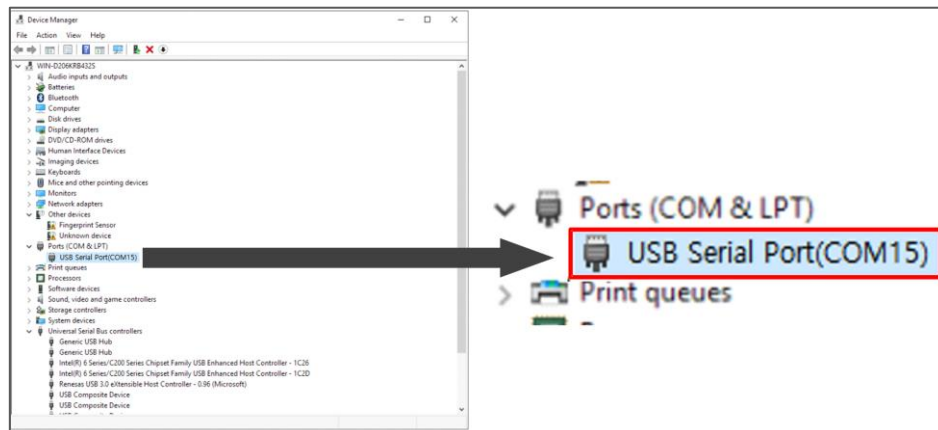 Device Manager
File Action View Help
WIN-D206KRB432S
Audio inputs and outputs
Batteries
Bluetooth
Computer
Disk drives
Display adapters
DVD/CD-ROM drives
Human Interface Devices
Imaging devices
Keyboards
Mice and other pointing devices
Monitors
Network adapters
Other devices
Fingerprint Sensor
Unknown device
Ports (COM & LPT)
USB Serial Port(COM15)
Print queues
Processors
Software devices
Sound, video and game controllers
Storage controllers
System devices
Universal Serial Bus controllers
Generic USB Hub
Generic USB Hub
Intel(R) 6 Series/C200 Series Chipset Family USB Enhanced Host Controller - 1C26
Intel(R) 6 Series/C200 Series Chipset Family USB Enhanced Host Controller - 1C2D
Renesas USB 3.0 eXtensible Host Controller - 0.96 (Microsoft)
USB Composite Device
USB Composite Device
Ports (COM & LPT)
USB Serial Port(COM15)
Print queues